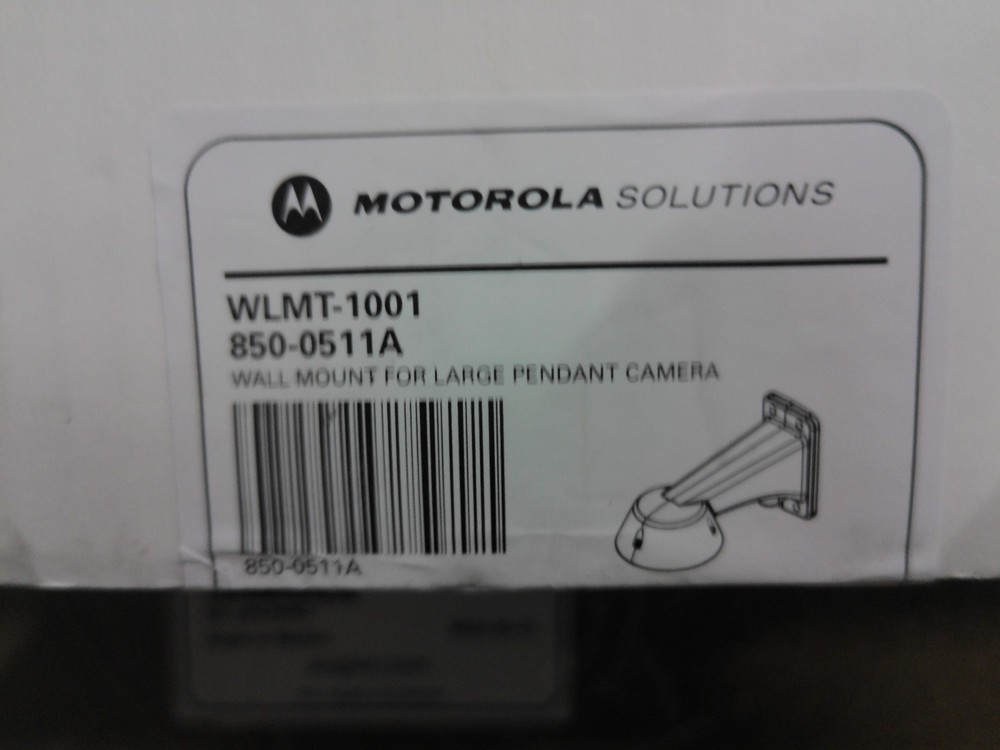 MOTOROLA SOLUTIONS
WLMT-1001
850-0511A
WALL MOUNT FOR LARGE PENDANT CAMERA
850-0511A